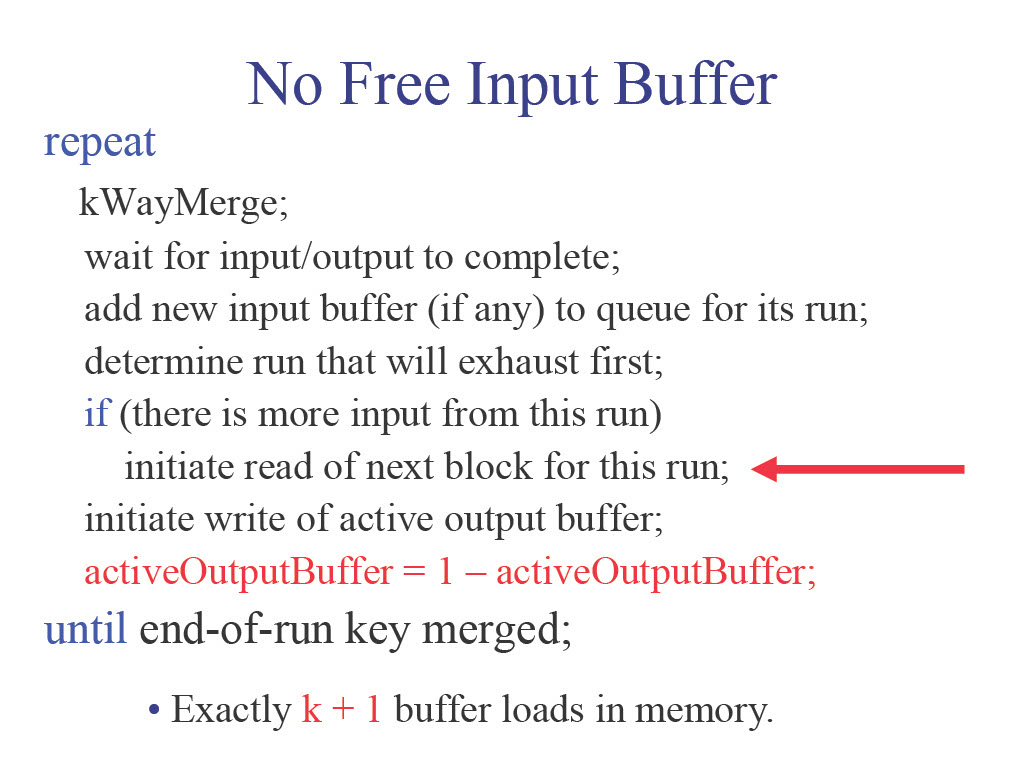 No Free Input Buffer
repeat
kWayMerge;
wait for input/output to complete;
add new input buffer (if any) to queue for its run;
determine run that will exhaust first;
if (there is more input from this run)
initiate read of next block for this run;
initiate write of active output buffer;
activeOutputBuffer = 1 – activeOutputBuffer;
until end-of-run key merged;
• Exactly k + 1 buffer loads in memory.